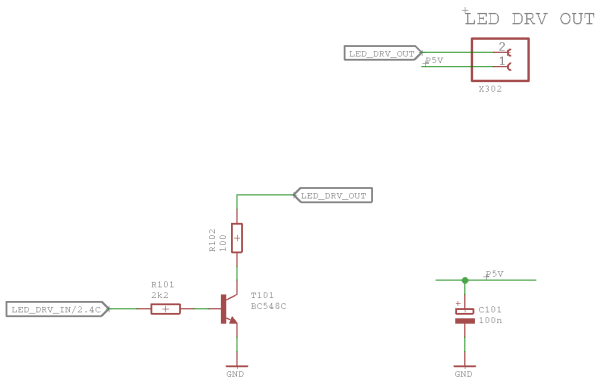 LED DRV OUT
LED_DRV_OUT
2
P5V
1
X302
LED_DRV_OUT
R102
100
R101
2k2
T101
BC548C
LED_DRV_IN/2.4C
P5V
+
C101
100n
GND
GND